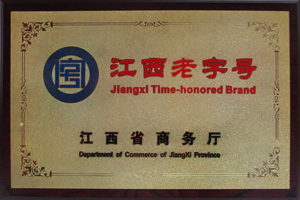 江西老字号
Jiangxi Time-honored Brand
江西省商务厅
Department of Commerce of JiangXi Province